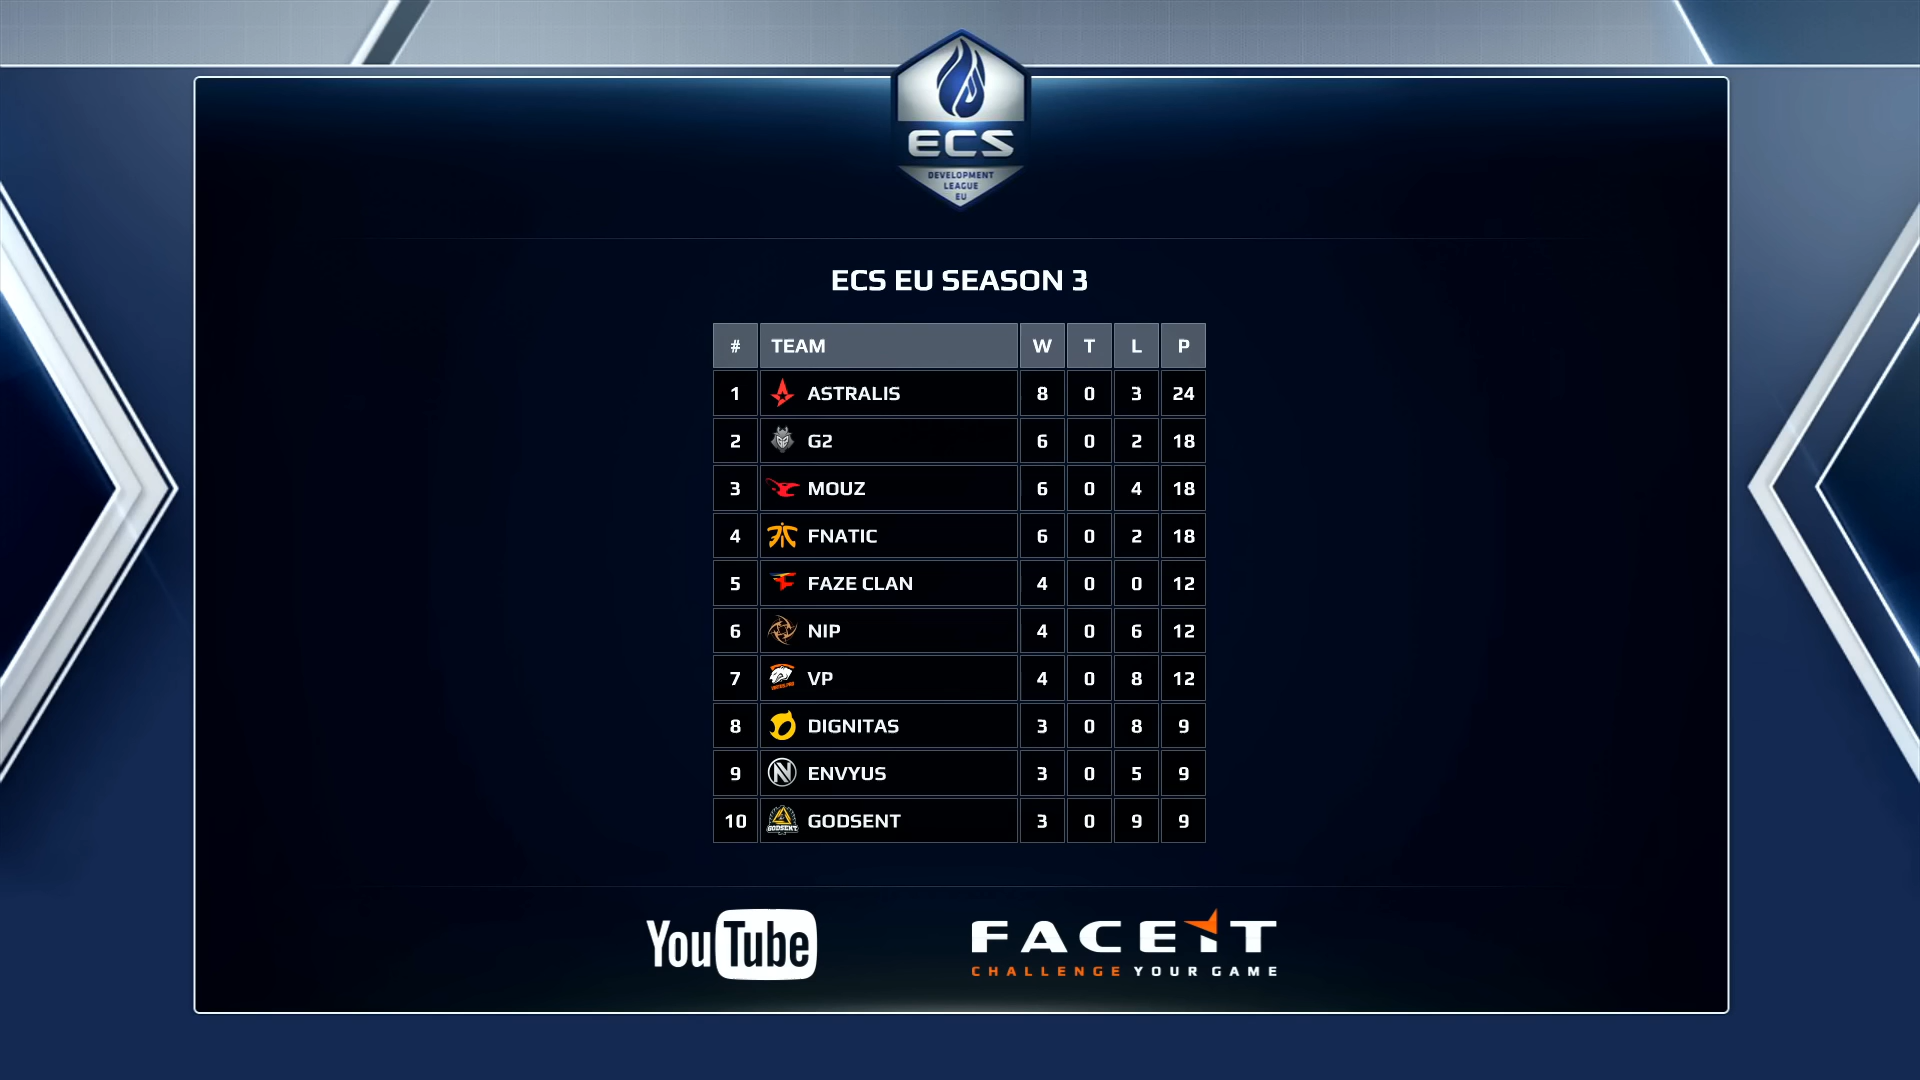 ECS
DEVELOPMENT
LEAGUE
EU
ECS EU SEASON 3
# TEAM W T L P
1 ASTRALIS 8 0 3 24
2 G2 6 0 2 18
3 MOUZ 6 0 4 18
4 FNATIC 6 0 2 18
5 FAZE CLAN 4 0 0 12
6 NIP 4 0 6 12
7 VP 4 0 8 12
8 DIGNITAS 3 0 8 9
9 ENVYUS 3 0 5 9
10 GODSENT GODSENT 3 0 9 9
YouTube
FACEIT
CHALLENGE YOUR GAME